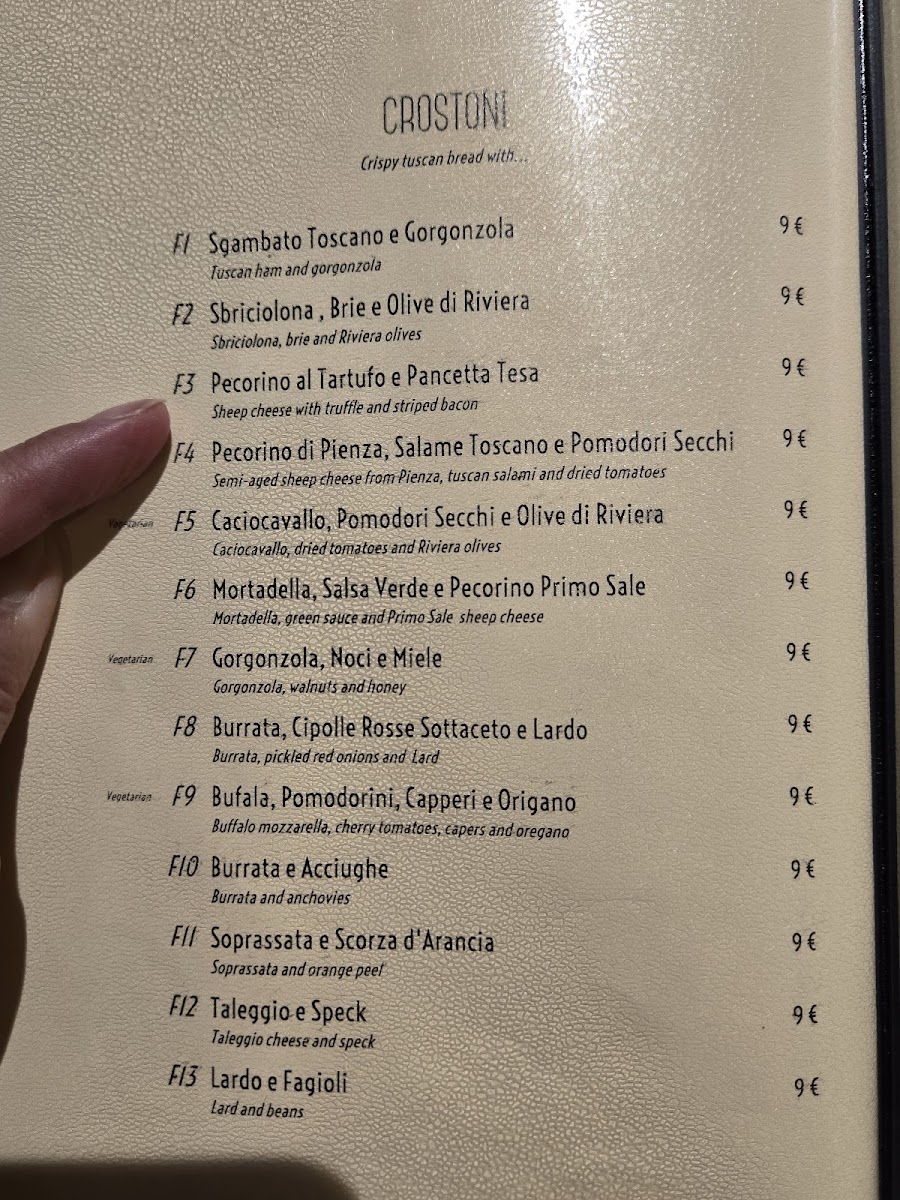 CROSTONI
Crispy tuscan bread with...
F1 Sgambato Toscano e Gorgonzola 9 €
Tuscan ham and gorgonzola
F2 Sbriciolona , Brie e Olive di Riviera 9 €
Sbriciolona, brie and Riviera olives
F3 Pecorino al Tartufo e Pancetta Tesa 9 €
Sheep cheese with truffle and striped bacon
F4 Pecorino di Pienza, Salame Toscano e Pomodori Secchi 9 €
Semi-aged sheep cheese from Pienza, tuscan salami and dried tomatoes
Vegetarian F5 Caciocavallo, Pomodori Secchi e Olive di Riviera 9 €
Caciocavallo, dried tomatoes and Riviera olives
F6 Mortadella, Salsa Verde e Pecorino Primo Sale 9 €
Mortadella, green sauce and Primo Sale sheep cheese
Vegetarian F7 Gorgonzola, Noci e Miele 9 €
Gorgonzola, walnuts and honey
F8 Burrata, Cipolle Rosse Sottaceto e Lardo 9 €
Burrata, pickled red onions and Lard
Vegetarian F9 Bufala, Pomodorini, Capperi e Origano 9 €
Buffalo mozzarella, cherry tomatoes, capers and oregano
F10 Burrata e Acciughe 9 €
Burrata and anchovies
F11 Soprassata e Scorza d'Arancia 9 €
Soprassata and orange peel
F12 Taleggio e Speck 9 €
Taleggio cheese and speck
F13 Lardo e Fagioli 9 €
Lard and beans